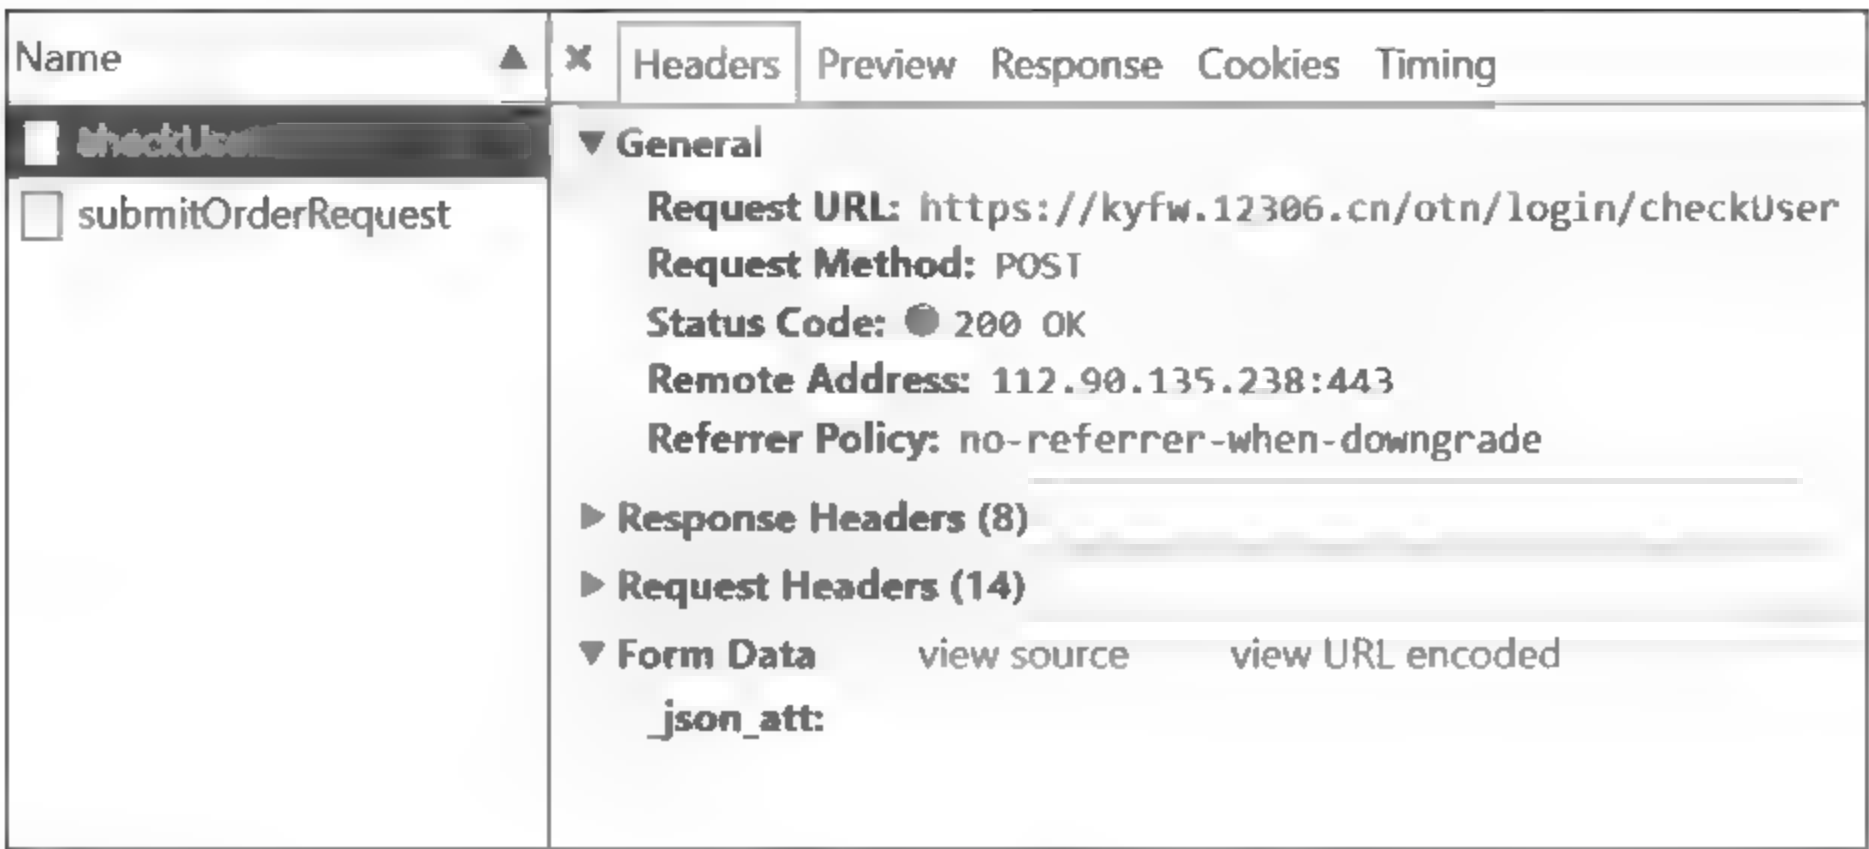 Name
checkUser
submitOrderRequest
Headers Preview Response Cookies Timing
General
Request URL: https://kyfw.12306.cn/otn/login/checkUser
Request Method: POST
Status Code: 200 OK
Remote Address: 112.90.135.238:443
Referrer Policy: no-referrer-when-downgrade
Response Headers (8)
Request Headers (14)
Form Data view source view URL encoded
_json_att: